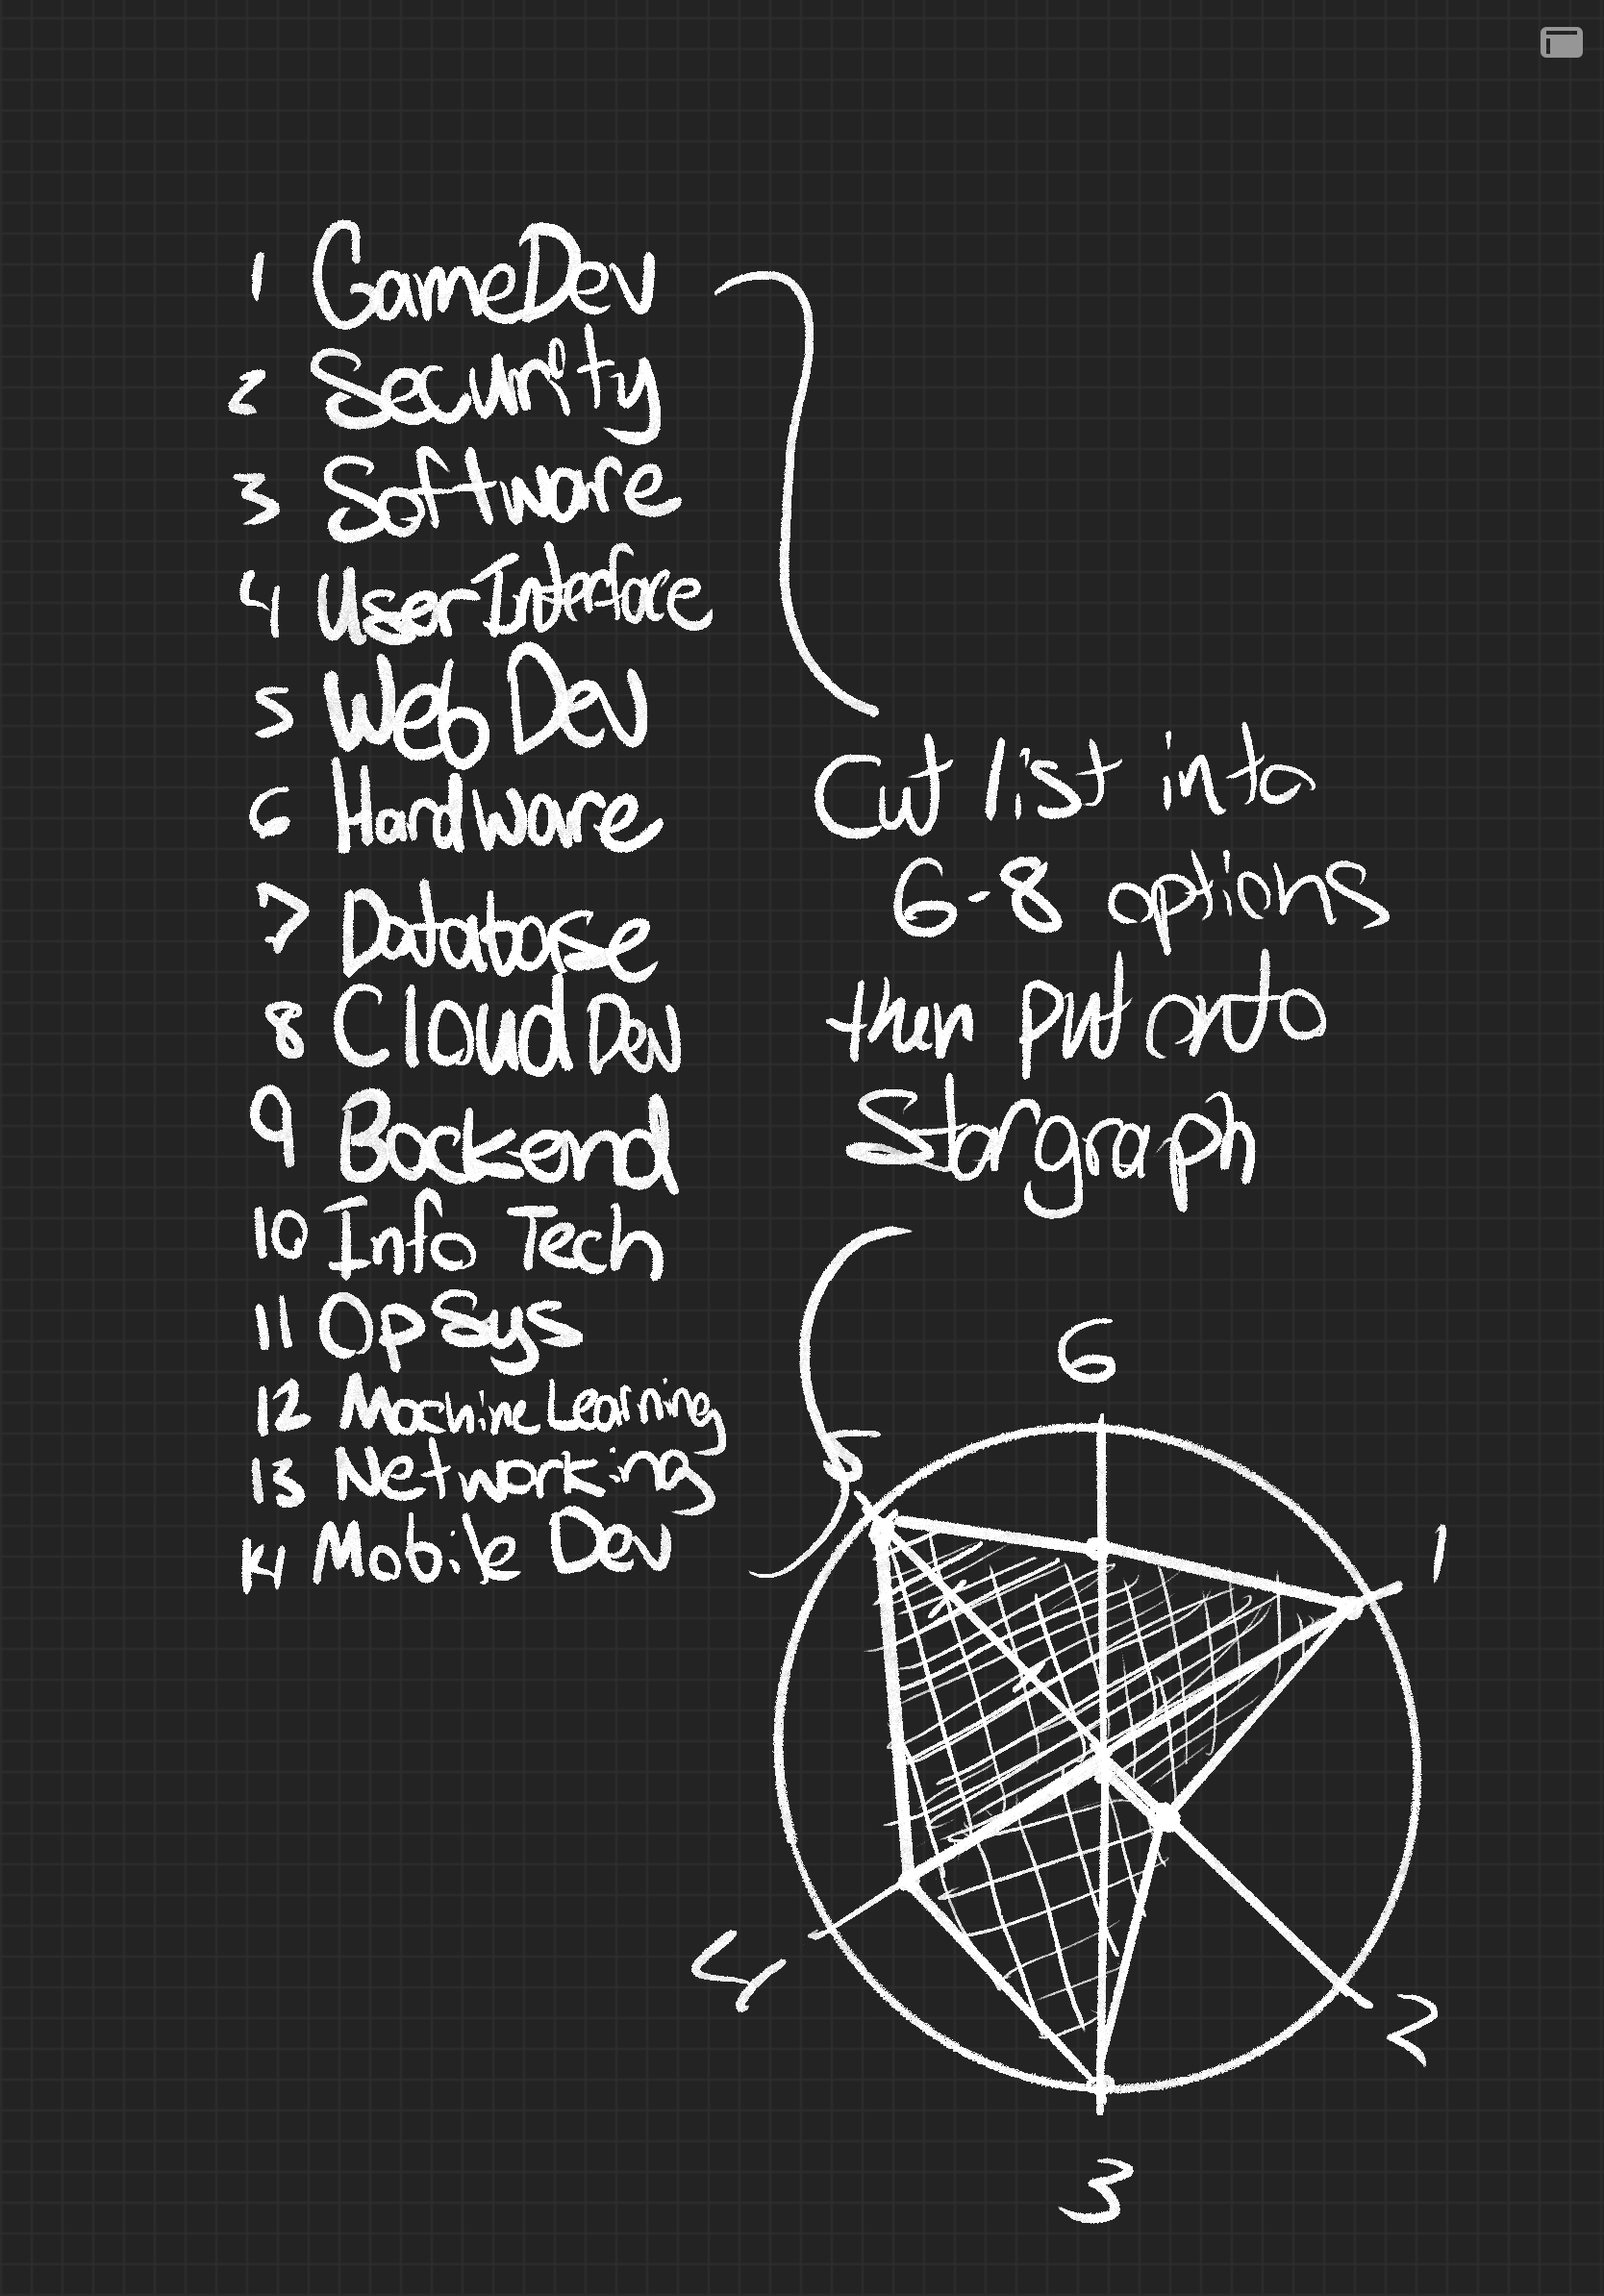 1 GameDev
2 Security
3 Software
4 User Interface
5 Web Dev
6 Hardware
7 Database
8 Cloud Dev
9 Backend
10 Info Tech
11 OpSys
12 Machine Learning
13 Networking
14 Mobile Dev
Cut list into
6-8 options
then put onto
Stargraph
6
5
1
4
2
3